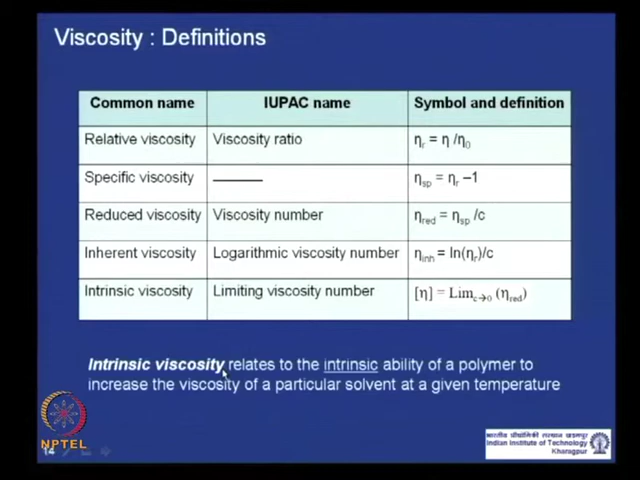 Viscosity : Definitions
Common name IUPAC name Symbol and definition
Relative viscosity Viscosity ratio ηr = η /η0
Specific viscosity ——— ηsp = ηr –1
Reduced viscosity Viscosity number ηred = ηsp /c
Inherent viscosity Logarithmic viscosity number ηinh = ln(ηr)/c
Intrinsic viscosity Limiting viscosity number [η] = Limc→0 (ηred)
Intrinsic viscosity relates to the intrinsic ability of a polymer to
increase the viscosity of a particular solvent at a given temperature
NPTEL
14
भारतीय प्रौद्योगिकी संस्थान खड़गपुर
Indian Institute of Technology
Kharagpur